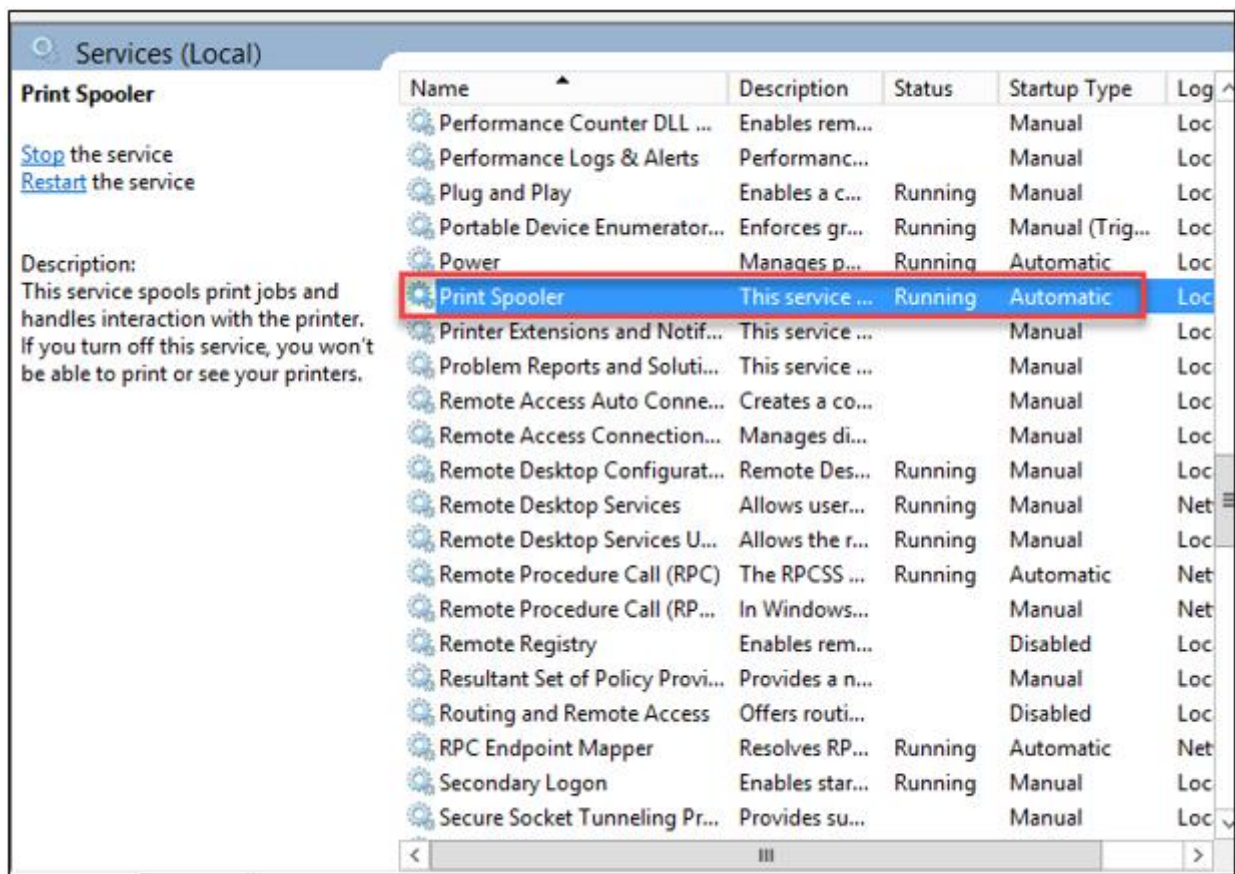 Services (Local)
Print Spooler
Stop the service
Restart the service
Description:
This service spools print jobs and
handles interaction with the printer.
If you turn off this service, you won't
be able to print or see your printers.
Name Description Status Startup Type Log
Performance Counter DLL ... Enables rem... Manual Loc
Performance Logs & Alerts Performanc... Manual Loc
Plug and Play Enables a c... Running Manual Loc
Portable Device Enumerator... Enforces gr... Running Manual (Trig... Loc
Power Manages p... Running Automatic Loc
Print Spooler This service ... Running Automatic Loc
Printer Extensions and Notif... This service ... Manual Loc
Problem Reports and Soluti... This service ... Manual Loc
Remote Access Auto Conne... Creates a co... Manual Loc
Remote Access Connection... Manages di... Manual Loc
Remote Desktop Configurat... Remote Des... Running Manual Loc
Remote Desktop Services Allows user... Running Manual Net
Remote Desktop Services U... Allows the r... Running Manual Loc
Remote Procedure Call (RPC) The RPCSS ... Running Automatic Net
Remote Procedure Call (RP... In Windows... Manual Net
Remote Registry Enables rem... Disabled Loc
Resultant Set of Policy Provi... Provides a n... Manual Loc
Routing and Remote Access Offers routi... Disabled Loc
RPC Endpoint Mapper Resolves RP... Running Automatic Net
Secondary Logon Enables star... Running Manual Loc
Secure Socket Tunneling Pr... Provides su... Manual Loc